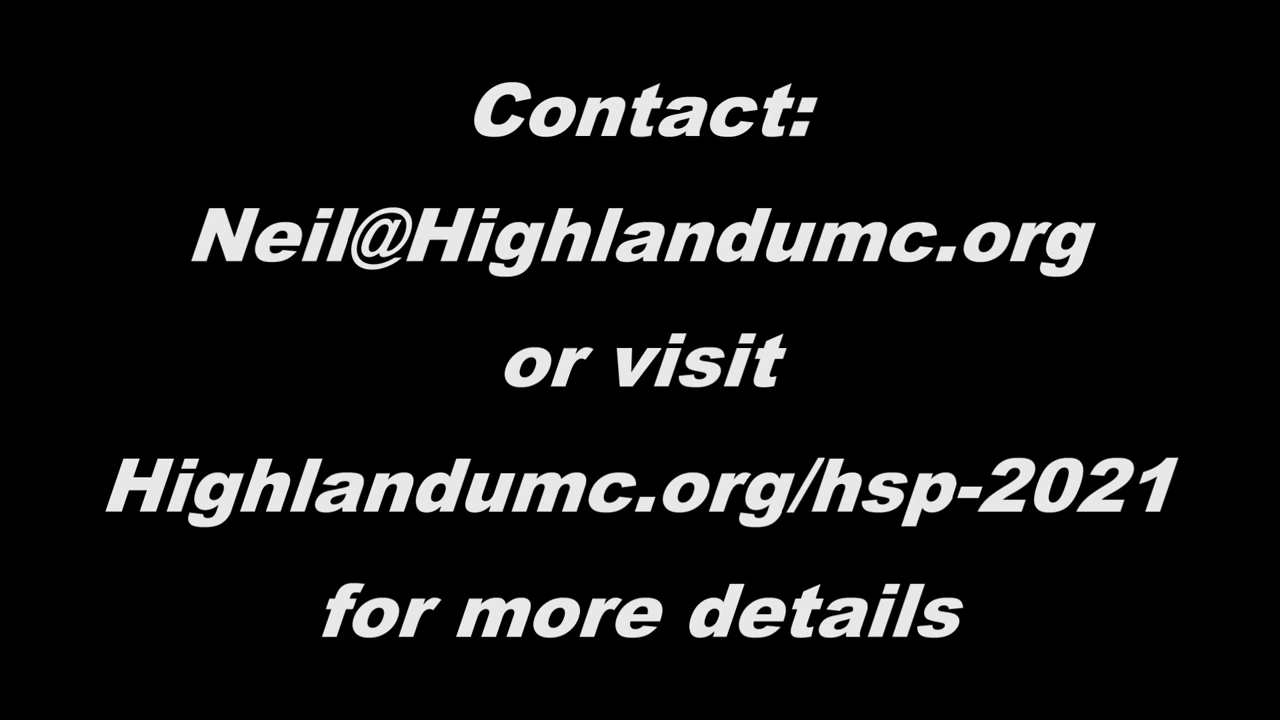 Contact:
Neil@Highlandumc.org
or visit
Highlandumc.org/hsp-2021
for more details